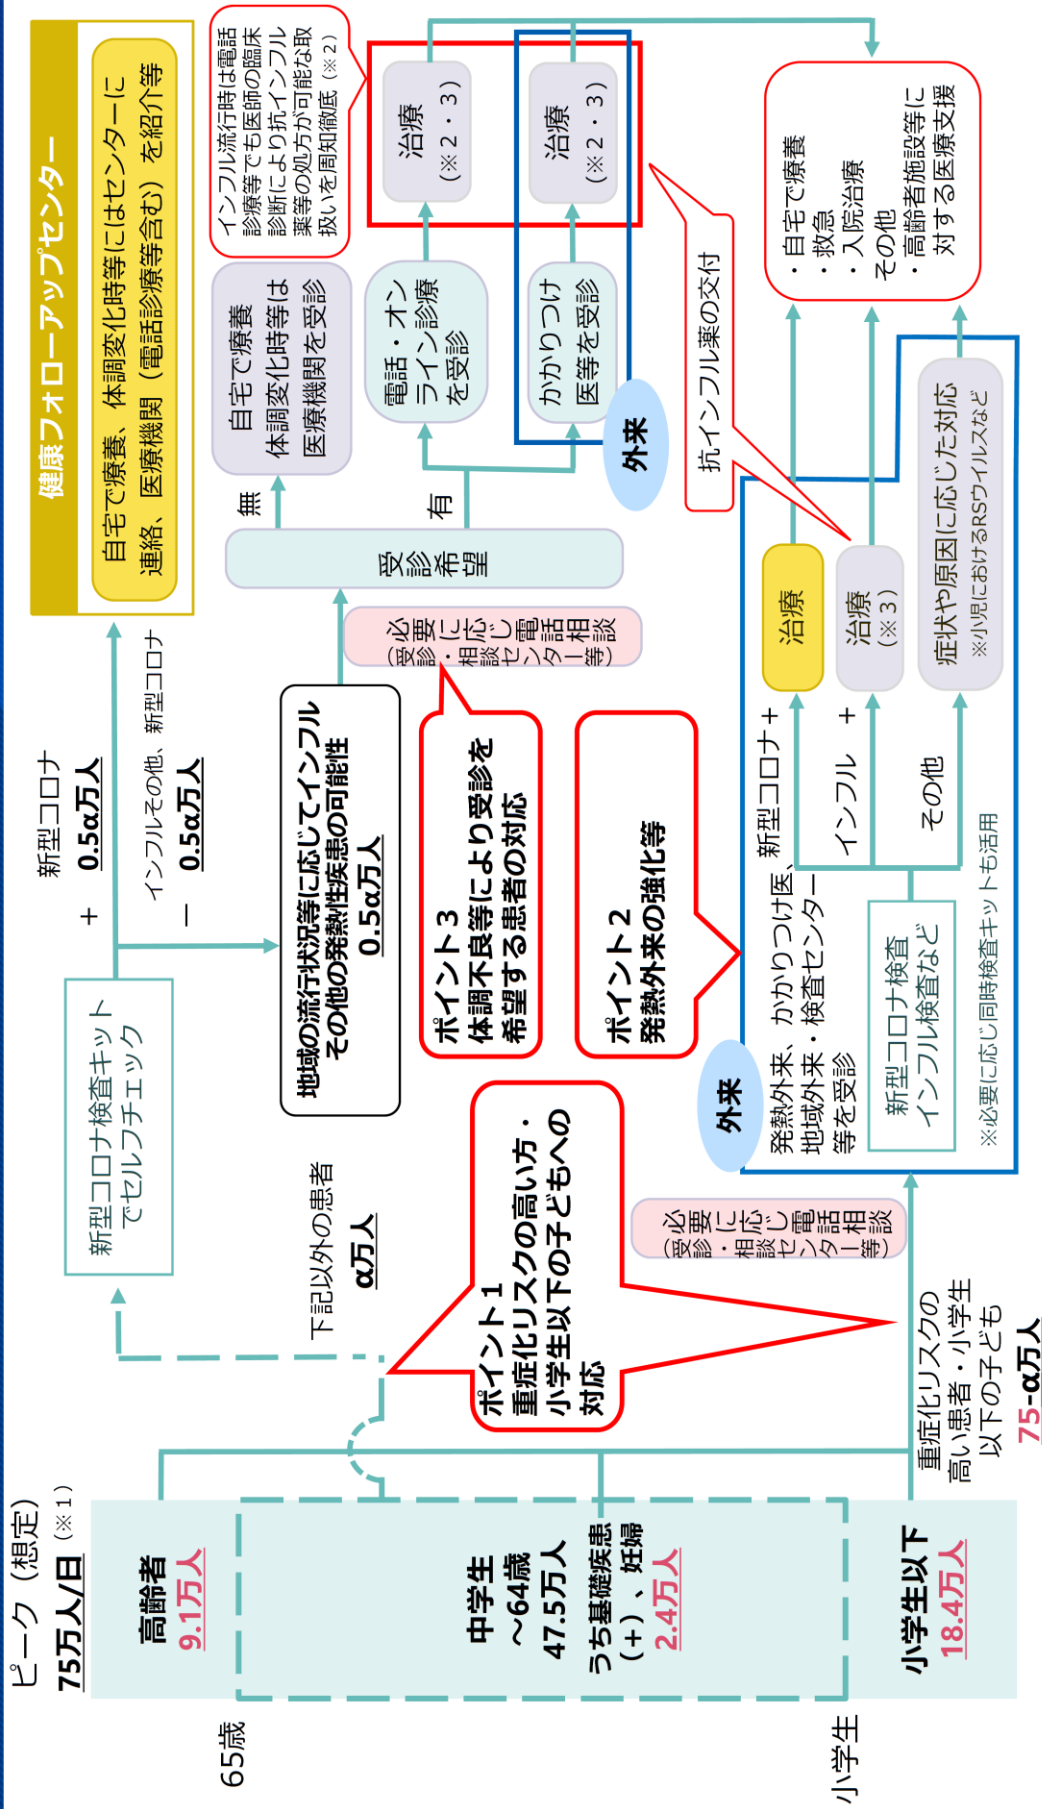 ピーク（想定）
75万人/日（※１）
65歳
高齢者
9.1万人
中学生
～64歳
47.5万人
うち基礎疾患
（＋）、妊婦
2.4万人
小学生
小学生以下
18.4万人
下記以外の患者
α万人
ポイント１
重症化リスクの高い方・
小学生以下の子どもへの
対応
重症化リスクの
高い患者・小学生
以下の子ども
75-α万人
新型コロナ検査キット
でセルフチェック
新型コロナ
＋ 0.5α万人
インフルその他、新型コロナ
－ 0.5α万人
健康フォローアップセンター
自宅で療養、体調変化時等にはセンターに
連絡、医療機関（電話診療等含む）を紹介等
地域の流行状況等に応じてインフル
その他の発熱性疾患の可能性
0.5α万人
ポイント３
体調不良等により受診を
希望する患者の対応
必要に応じ電話相談
（受診・相談センター等）
受診
希望
無
自宅で療養
体調変化時等は
医療機関を受診
有
電話・オン
ライン診療
を受診
かかりつけ
医等を受診
外来
インフル流行時は電話
診療等でも医師の臨床
診断により抗インフル
薬等の処方が可能な取
扱いを周知徹底（※２）
治療
（※２・３）
治療
（※２・３）
抗インフル薬の交付
ポイント２
発熱外来の強化等
必要に応じ電話相談
（受診・相談センター等）
外来
発熱外来、かかりつけ医、
地域外来・検査センター
等を受診
新型コロナ検査
インフル検査など
※必要に応じ同時検査キットも活用
新型コロナ＋
治療
インフル ＋
治療
（※３）
その他
症状や原因に応じた対応
※小児におけるRSウイルスなど
・自宅で療養
・救急
・入院治療
その他
・高齢者施設等に
対する医療支援